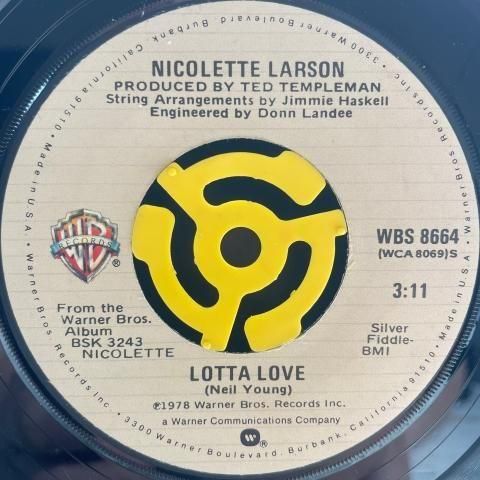 NICOLETTE LARSON
PRODUCED BY TED TEMPLEMAN
String Arrangements by Jimmie Haskell
Engineered by Donn Landee
WB
RECORDS
®
WBS 8664
(WCA 8069)S
3:11
From the
Warner Bros.
Album
BSK 3243
NICOLETTE
Silver
Fiddle-
BMI
LOTTA LOVE
(Neil Young)
℗1978 Warner Bros. Records Inc.
a Warner Communications Company
W®
Made in U.S.A. • Warner Bros. Records Inc. • 3300 Warner Boulevard, Burbank, California 91510 •